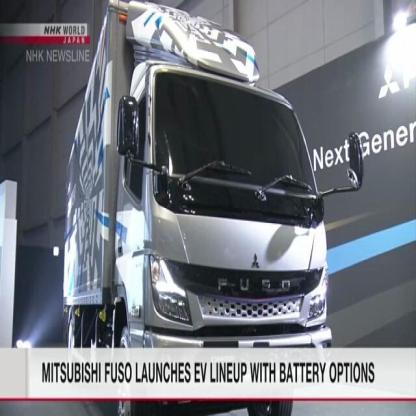 NHK WORLD
JAPAN
NHK NEWSLINE
Next Gener
FUSO
MITSUBISHI FUSO LAUNCHES EV LINEUP WITH BATTERY OPTIONS